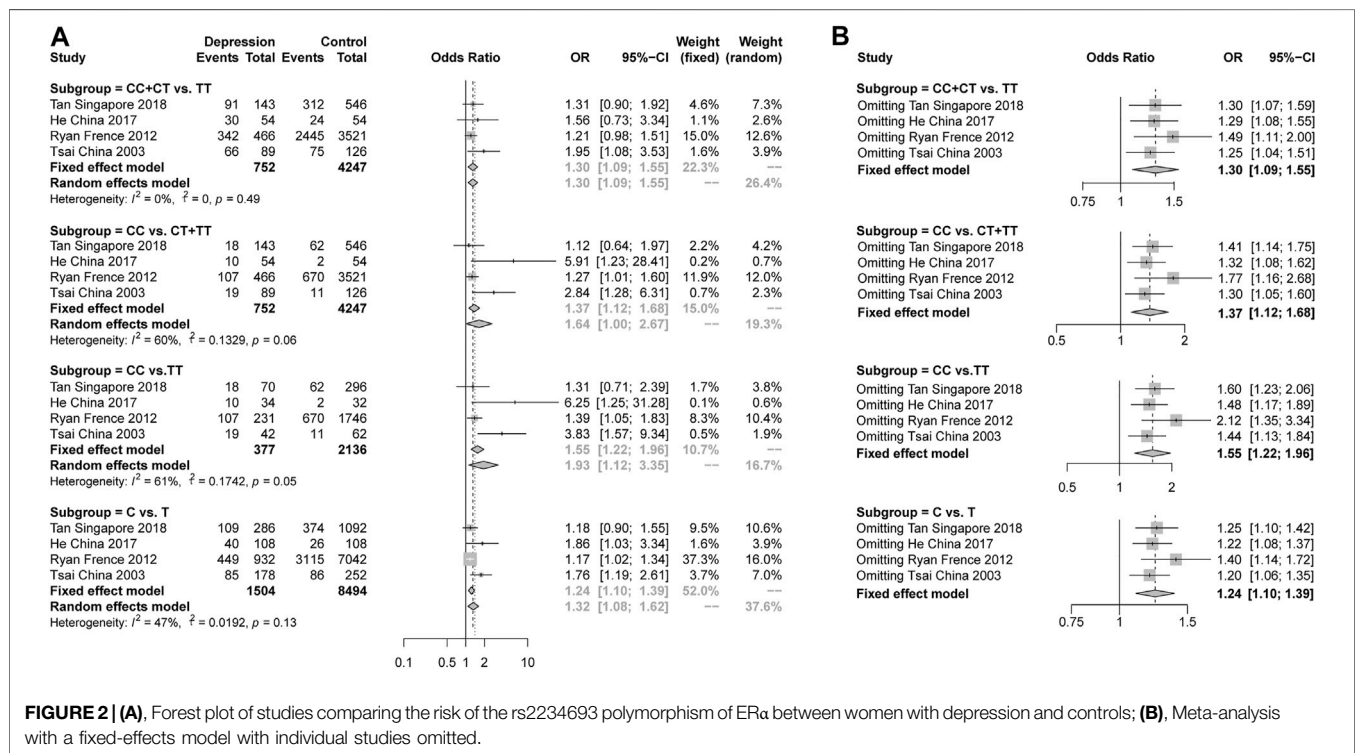 A
Depression Control Weight Weight
Study Events Total Events Total Odds Ratio OR 95%−CI (fixed) (random)
Subgroup = CC+CT vs. TT
Tan Singapore 2018 91 143 312 546 1.31 [0.90; 1.92] 4.6% 7.3%
He China 2017 30 54 24 54 1.56 [0.73; 3.34] 1.1% 2.6%
Ryan Frence 2012 342 466 2445 3521 1.21 [0.98; 1.51] 15.0% 12.6%
Tsai China 2003 66 89 75 126 1.95 [1.08; 3.53] 1.6% 3.9%
Fixed effect model 752 4247 1.30 [1.09; 1.55] 22.3% −−
Random effects model 1.30 [1.09; 1.55] −− 26.4%
Heterogeneity: I² = 0%, τ² = 0, p = 0.49
Subgroup = CC vs. CT+TT
Tan Singapore 2018 18 143 62 546 1.12 [0.64; 1.97] 2.2% 4.2%
He China 2017 10 54 2 54 5.91 [1.23; 28.41] 0.2% 0.7%
Ryan Frence 2012 107 466 670 3521 1.27 [1.01; 1.60] 11.9% 12.0%
Tsai China 2003 19 89 11 126 2.84 [1.28; 6.31] 0.7% 2.3%
Fixed effect model 752 4247 1.37 [1.12; 1.68] 15.0% −−
Random effects model 1.64 [1.00; 2.67] −− 19.3%
Heterogeneity: I² = 60%, τ² = 0.1329, p = 0.06
Subgroup = CC vs.TT
Tan Singapore 2018 18 70 62 296 1.31 [0.71; 2.39] 1.7% 3.8%
He China 2017 10 34 2 32 6.25 [1.25; 31.28] 0.1% 0.6%
Ryan Frence 2012 107 231 670 1746 1.39 [1.05; 1.83] 8.3% 10.4%
Tsai China 2003 19 42 11 62 3.83 [1.57; 9.34] 0.5% 1.9%
Fixed effect model 377 2136 1.55 [1.22; 1.96] 10.7% −−
Random effects model 1.93 [1.12; 3.35] −− 16.7%
Heterogeneity: I² = 61%, τ² = 0.1742, p = 0.05
Subgroup = C vs. T
Tan Singapore 2018 109 286 374 1092 1.18 [0.90; 1.55] 9.5% 10.6%
He China 2017 40 108 26 108 1.86 [1.03; 3.34] 1.6% 3.9%
Ryan Frence 2012 449 932 3115 7042 1.17 [1.02; 1.34] 37.3% 16.0%
Tsai China 2003 85 178 86 252 1.76 [1.19; 2.61] 3.7% 7.0%
Fixed effect model 1504 8494 1.24 [1.10; 1.39] 52.0% −−
Random effects model 1.32 [1.08; 1.62] −− 37.6%
Heterogeneity: I² = 47%, τ² = 0.0192, p = 0.13
0.1 0.5 1 2 10
B
Study Odds Ratio OR 95%−CI
Subgroup = CC+CT vs. TT
Omitting Tan Singapore 2018 1.30 [1.07; 1.59]
Omitting He China 2017 1.29 [1.08; 1.55]
Omitting Ryan Frence 2012 1.49 [1.11; 2.00]
Omitting Tsai China 2003 1.25 [1.04; 1.51]
Fixed effect model 1.30 [1.09; 1.55]
0.75 1 1.5
Subgroup = CC vs. CT+TT
Omitting Tan Singapore 2018 1.41 [1.14; 1.75]
Omitting He China 2017 1.32 [1.08; 1.62]
Omitting Ryan Frence 2012 1.77 [1.16; 2.68]
Omitting Tsai China 2003 1.30 [1.05; 1.60]
Fixed effect model 1.37 [1.12; 1.68]
0.5 1 2
Subgroup = CC vs.TT
Omitting Tan Singapore 2018 1.60 [1.23; 2.06]
Omitting He China 2017 1.48 [1.17; 1.89]
Omitting Ryan Frence 2012 2.12 [1.35; 3.34]
Omitting Tsai China 2003 1.44 [1.13; 1.84]
Fixed effect model 1.55 [1.22; 1.96]
0.5 1 2
Subgroup = C vs. T
Omitting Tan Singapore 2018 1.25 [1.10; 1.42]
Omitting He China 2017 1.22 [1.08; 1.37]
Omitting Ryan Frence 2012 1.40 [1.14; 1.72]
Omitting Tsai China 2003 1.20 [1.06; 1.35]
Fixed effect model 1.24 [1.10; 1.39]
0.75 1 1.5
FIGURE 2 | (A), Forest plot of studies comparing the risk of the rs2234693 polymorphism of ERα between women with depression and controls; (B), Meta-analysis
with a fixed-effects model with individual studies omitted.